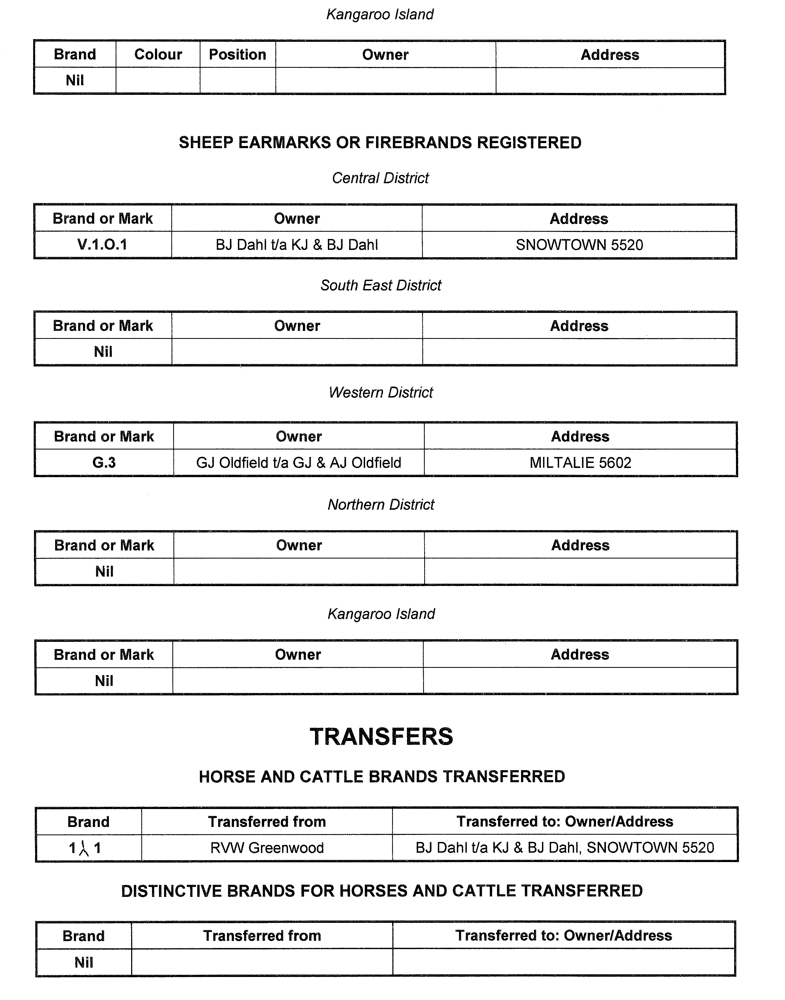 Kangaroo Island
Brand Colour Position Owner Address
Nil
SHEEP EARMARKS OR FIREBRANDS REGISTERED
Central District
Brand or Mark Owner Address
V.1.O.1 BJ Dahl t/a KJ & BJ Dahl SNOWTOWN 5520
South East District
Brand or Mark Owner Address
Nil
Western District
Brand or Mark Owner Address
G.3 GJ Oldfield t/a GJ & AJ Oldfield MILTALIE 5602
Northern District
Brand or Mark Owner Address
Nil
Kangaroo Island
Brand or Mark Owner Address
Nil
TRANSFERS
HORSE AND CATTLE BRANDS TRANSFERRED
Brand Transferred from Transferred to: Owner/Address
1⅄1 RVW Greenwood BJ Dahl t/a KJ & BJ Dahl, SNOWTOWN 5520
DISTINCTIVE BRANDS FOR HORSES AND CATTLE TRANSFERRED
Brand Transferred from Transferred to: Owner/Address
Nil